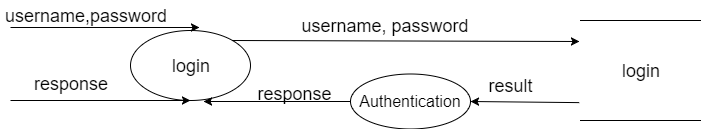 username,password
username, password
login
login
response
response
Authentication
result